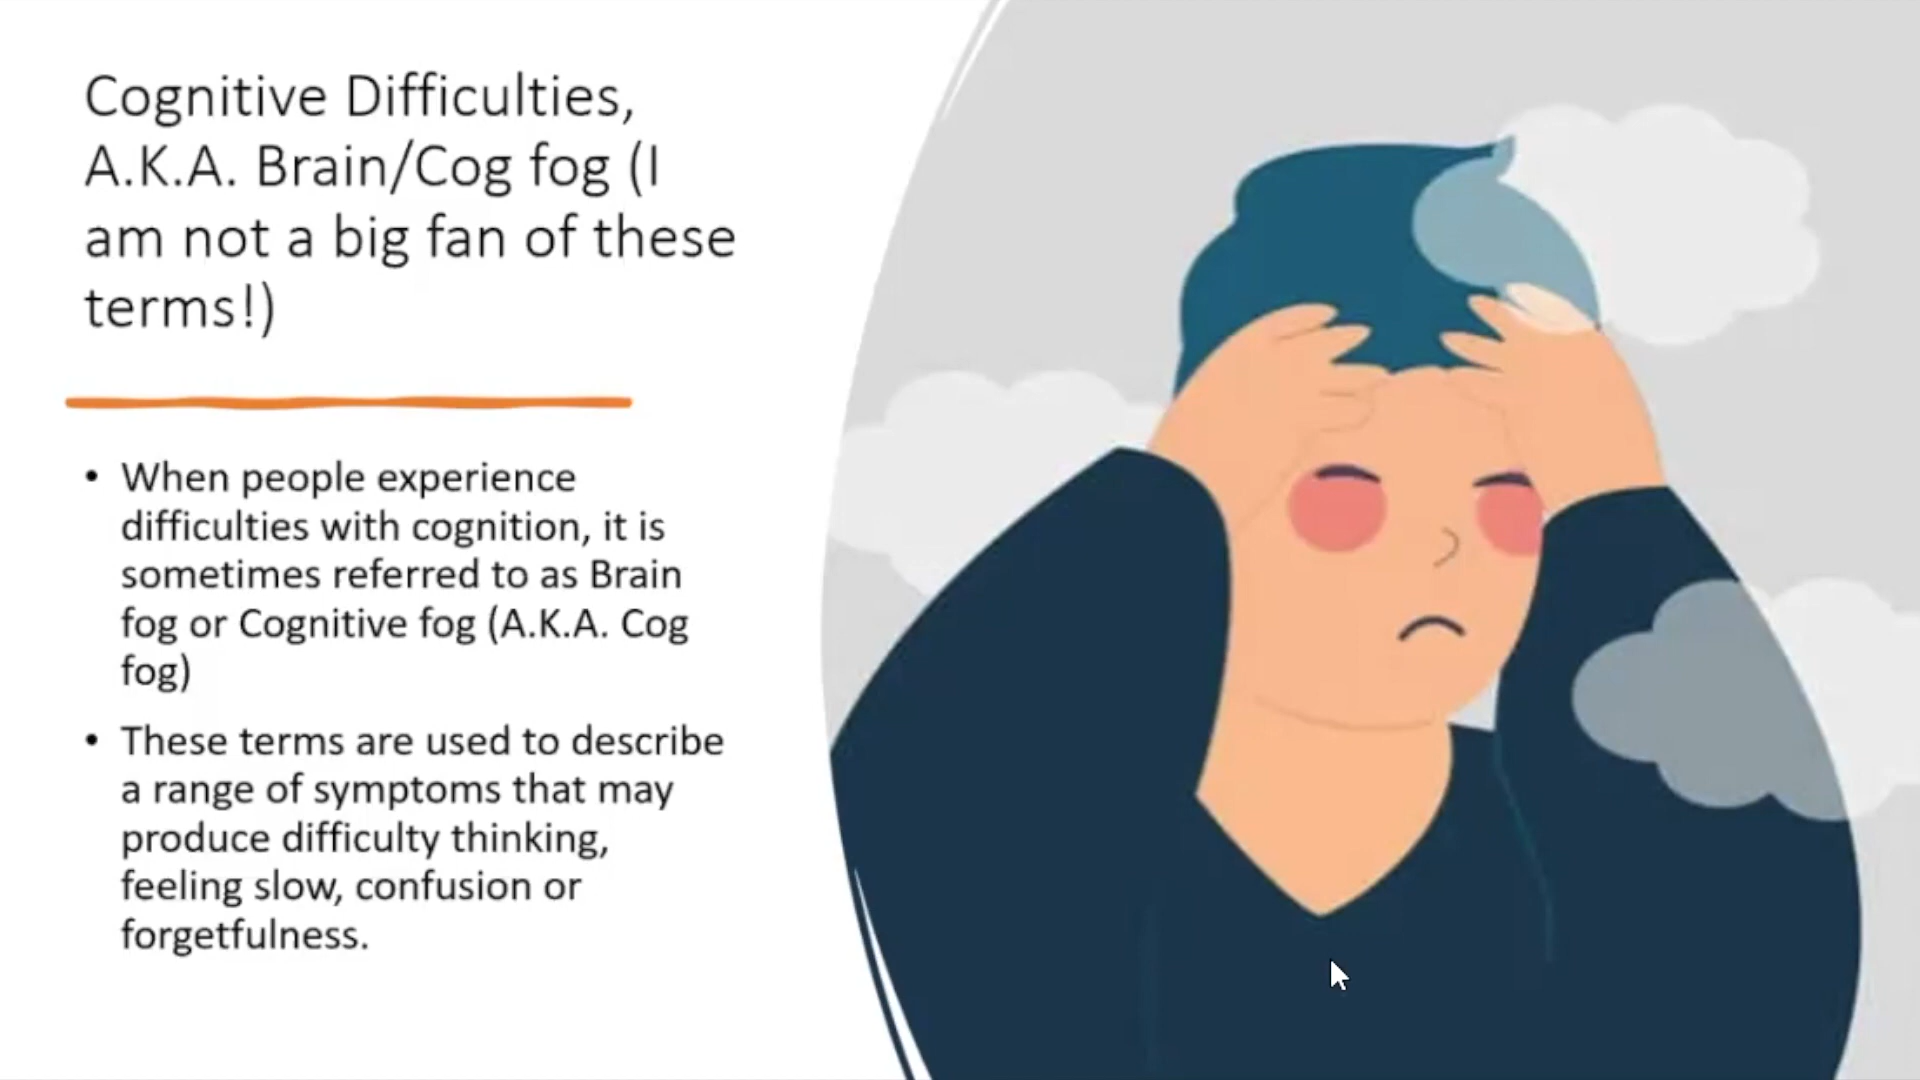 Cognitive Difficulties,
A.K.A. Brain/Cog fog (I
am not a big fan of these
terms!)
• When people experience
difficulties with cognition, it is
sometimes referred to as Brain
fog or Cognitive fog (A.K.A. Cog
fog)
• These terms are used to describe
a range of symptoms that may
produce difficulty thinking,
feeling slow, confusion or
forgetfulness.